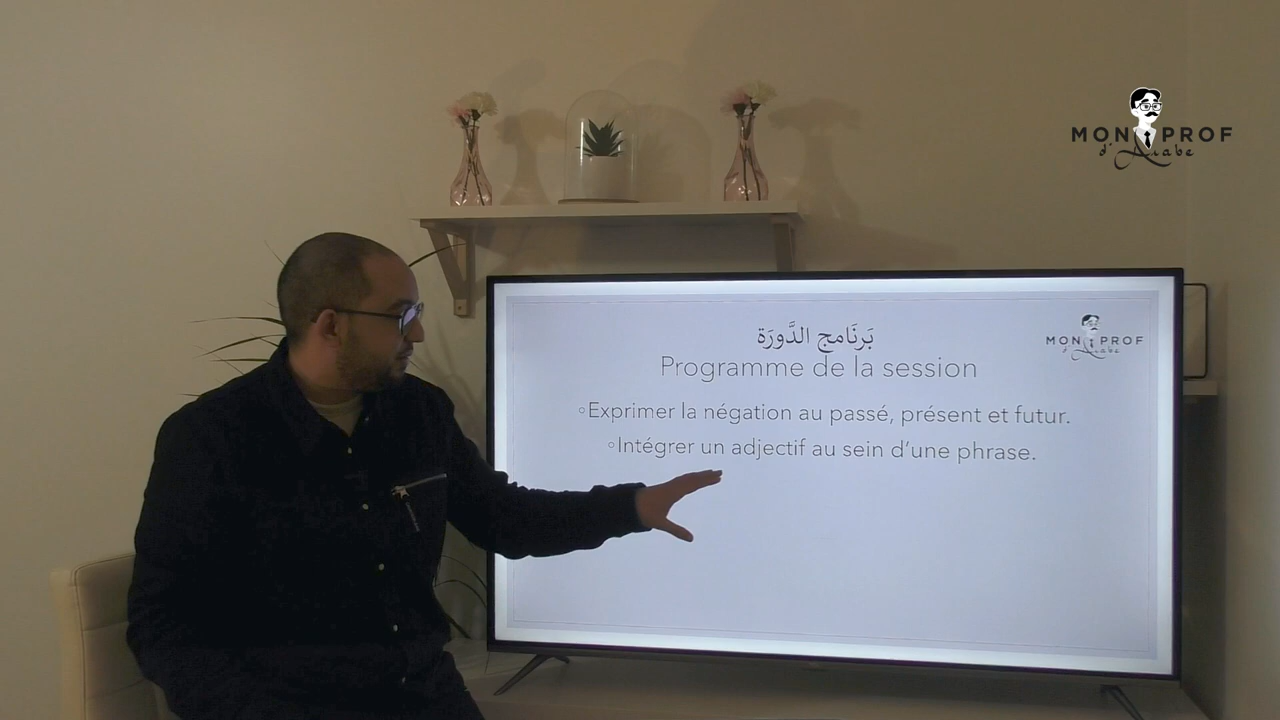 MON PROF
d'Arabe
بَرنَامج الدَّورَة
MON PROF
d'Arabe
Programme de la session
◦Exprimer la négation au passé, présent et futur.
◦Intégrer un adjectif au sein d'une phrase.